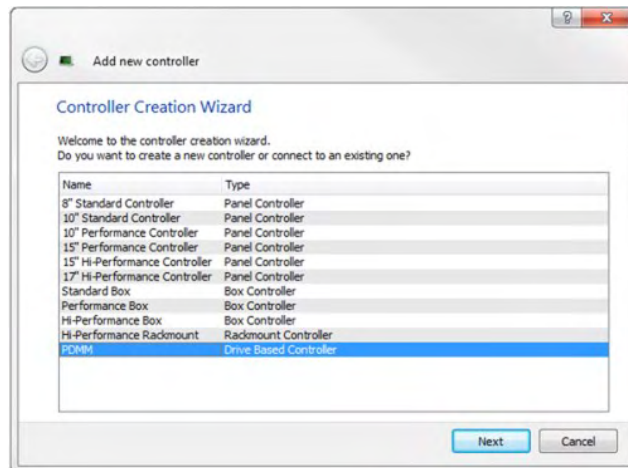 Add new controller
Controller Creation Wizard
Welcome to the controller creation wizard.
Do you want to create a new controller or connect to an existing one?
Name Type
8" Standard Controller Panel Controller
10" Standard Controller Panel Controller
10" Performance Controller Panel Controller
15" Performance Controller Panel Controller
15" Hi-Performance Controller Panel Controller
17" Hi-Performance Controller Panel Controller
Standard Box Box Controller
Performance Box Box Controller
Hi-Performance Box Box Controller
Hi-Performance Rackmount Rackmount Controller
PDMM Drive Based Controller
Next Cancel